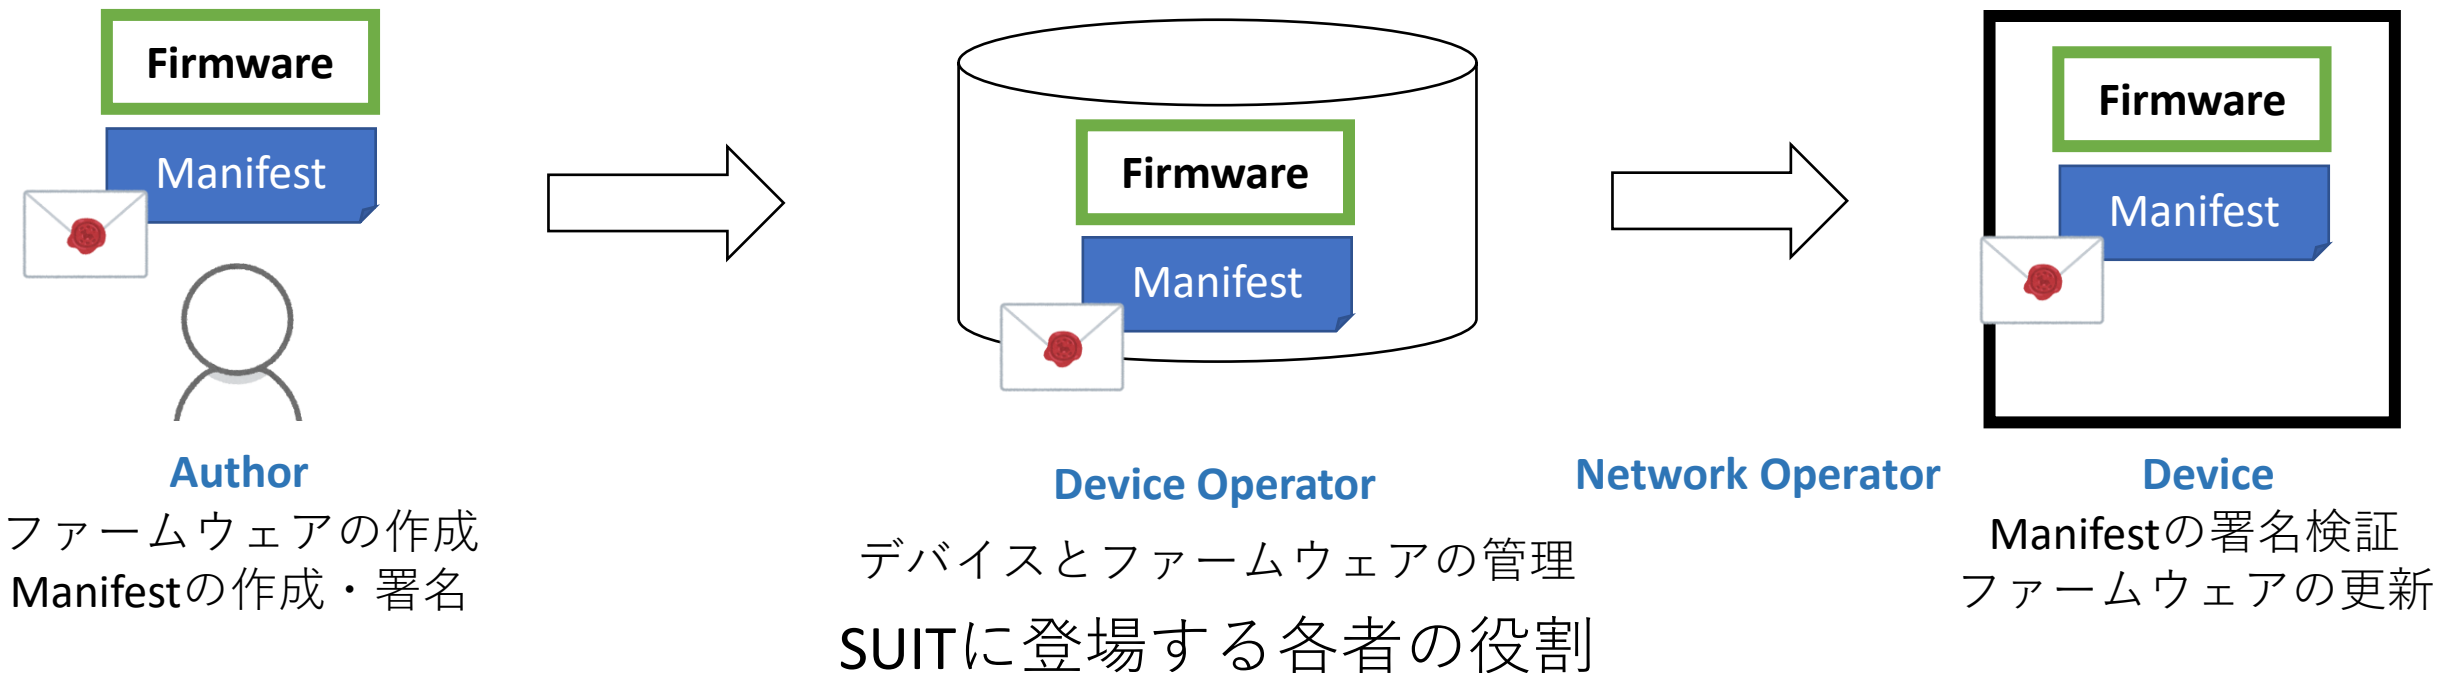 Firmware
Manifest
Author
ファームウェアの作成
Manifestの作成・署名
Firmware
Manifest
Device Operator
デバイスとファームウェアの管理
Network Operator
Firmware
Manifest
Device
Manifestの署名検証
ファームウェアの更新
SUITに登場する各者の役割